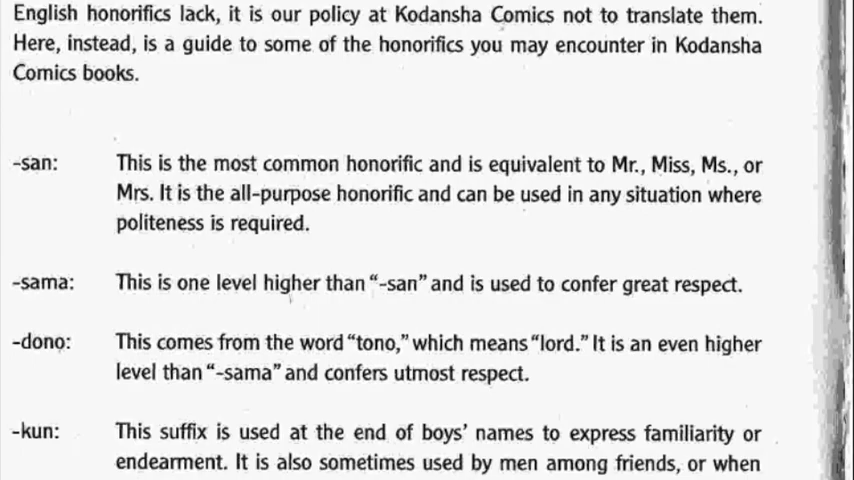 English honorifics lack, it is our policy at Kodansha Comics not to translate them.
Here, instead, is a guide to some of the honorifics you may encounter in Kodansha
Comics books.
-san: This is the most common honorific and is equivalent to Mr., Miss, Ms., or
Mrs. It is the all-purpose honorific and can be used in any situation where
politeness is required.
-sama: This is one level higher than “-san” and is used to confer great respect.
-dono: This comes from the word “tono,” which means “lord.” It is an even higher
level than “-sama” and confers utmost respect.
-kun: This suffix is used at the end of boys’ names to express familiarity or
endearment. It is also sometimes used by men among friends, or when